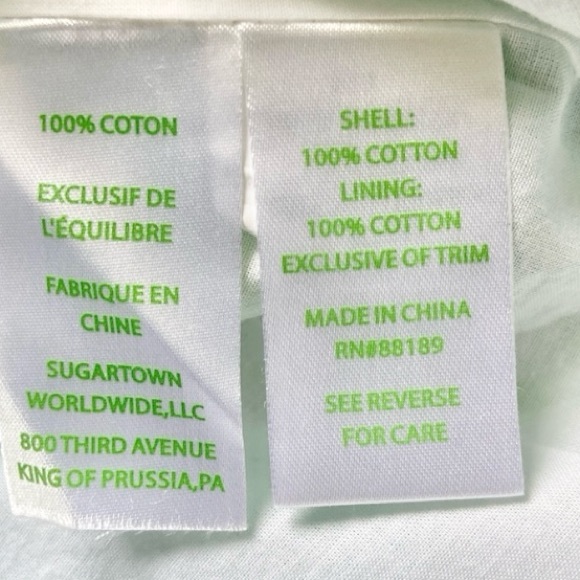 100% COTON
EXCLUSIF DE
L'ÉQUILIBRE
FABRIQUE EN
CHINE
SUGARTOWN
WORLDWIDE,LLC
800 THIRD AVENUE
KING OF PRUSSIA,PA
SHELL:
100% COTTON
LINING:
100% COTTON
EXCLUSIVE OF TRIM
MADE IN CHINA
RN#88189
SEE REVERSE
FOR CARE